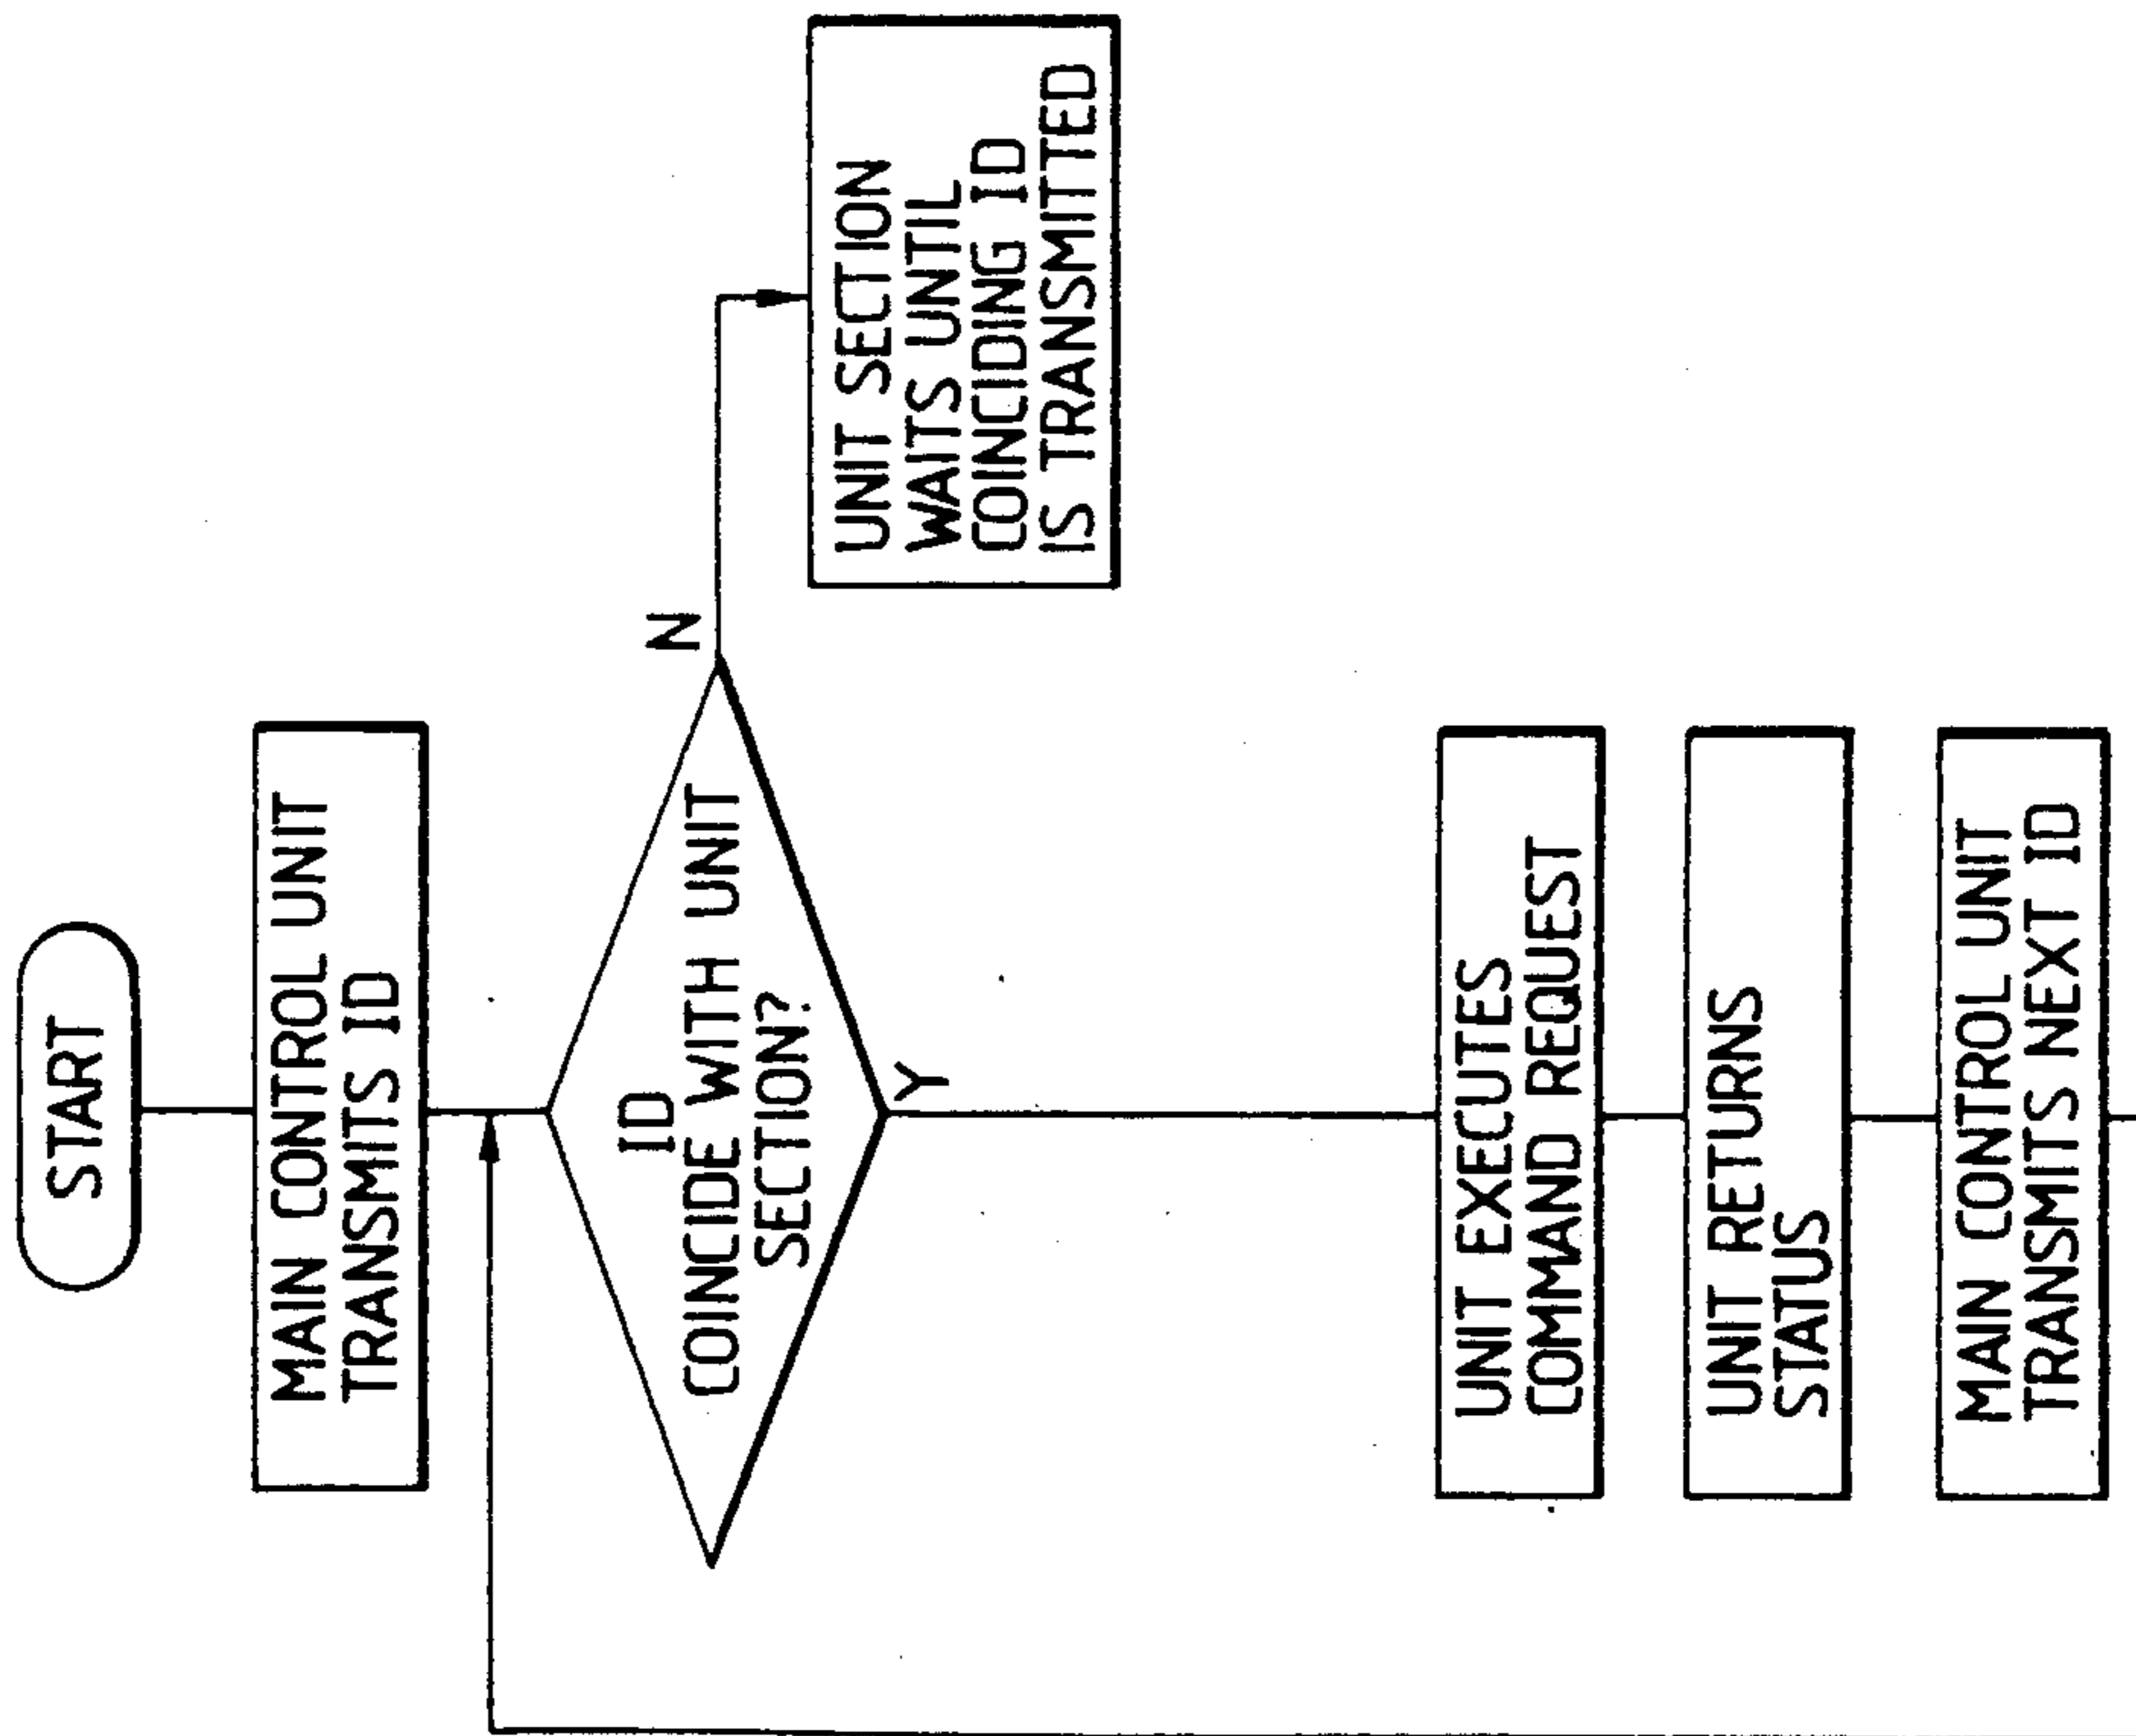 START
MAIN CONTROL UNIT
TRANSMITS ID
ID
COINCIDE WITH UNIT
SECTION?
N
UNIT SECTION
WAITS UNTIL
COINCIDING ID
IS TRANSMITTED
Y
UNIT EXECUTES
COMMAND REQUEST
UNIT RETURNS
STATUS
MAIN CONTROL UNIT
TRANSMITS NEXT ID